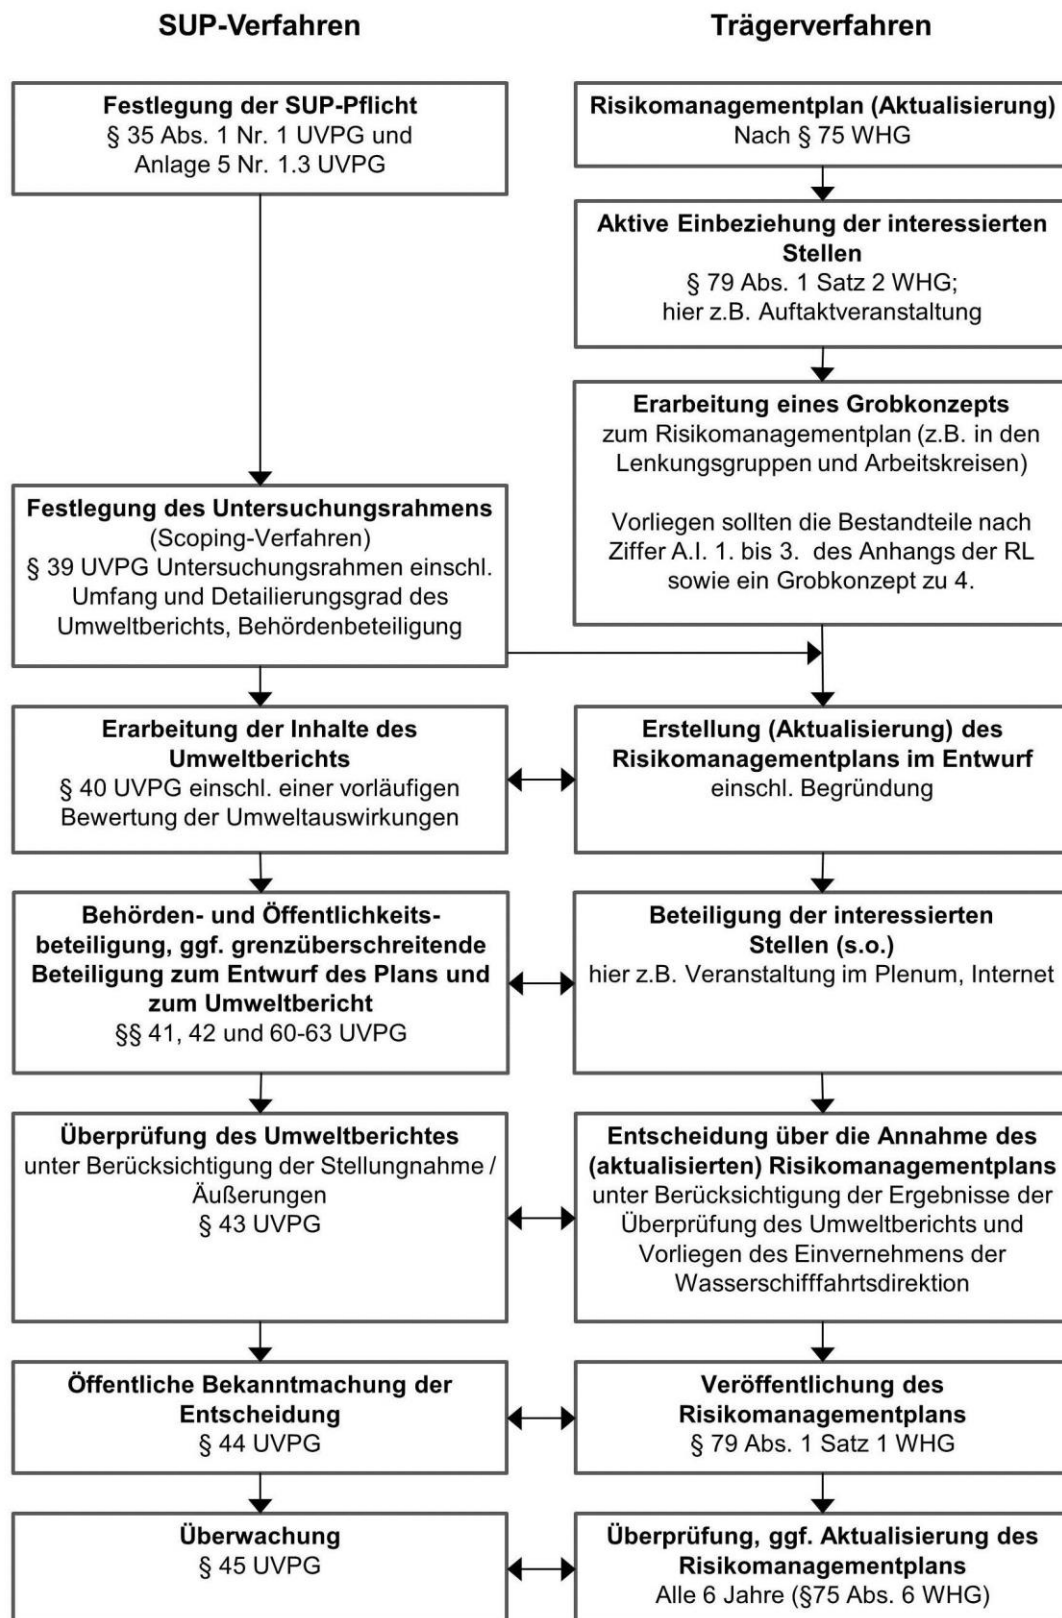 SUP-Verfahren
Trägerverfahren
Festlegung der SUP-Pflicht
§ 35 Abs. 1 Nr. 1 UVPG und
Anlage 5 Nr. 1.3 UVPG
Risikomanagementplan (Aktualisierung)
Nach § 75 WHG
Aktive Einbeziehung der interessierten
Stellen
§ 79 Abs. 1 Satz 2 WHG;
hier z.B. Auftaktveranstaltung
Erarbeitung eines Grobkonzepts
zum Risikomanagementplan (z.B. in den
Lenkungsgruppen und Arbeitskreisen)
Vorliegen sollten die Bestandteile nach
Ziffer A.I. 1. bis 3. des Anhangs der RL
sowie ein Grobkonzept zu 4.
Festlegung des Untersuchungsrahmens
(Scoping-Verfahren)
§ 39 UVPG Untersuchungsrahmen einschl.
Umfang und Detailierungsgrad des
Umweltberichts, Behördenbeteiligung
Erarbeitung der Inhalte des
Umweltberichts
§ 40 UVPG einschl. einer vorläufigen
Bewertung der Umweltauswirkungen
Erstellung (Aktualisierung) des
Risikomanagementplans im Entwurf
einschl. Begründung
Behörden- und Öffentlichkeits-
beteiligung, ggf. grenzüberschreitende
Beteiligung zum Entwurf des Plans und
zum Umweltbericht
§§ 41, 42 und 60-63 UVPG
Beteiligung der interessierten
Stellen (s.o.)
hier z.B. Veranstaltung im Plenum, Internet
Überprüfung des Umweltberichtes
unter Berücksichtigung der Stellungnahme /
Äußerungen
§ 43 UVPG
Entscheidung über die Annahme des
(aktualisierten) Risikomanagementplans
unter Berücksichtigung der Ergebnisse der
Überprüfung des Umweltberichts und
Vorliegen des Einvernehmens der
Wasserschifffahrtsdirektion
Öffentliche Bekanntmachung der
Entscheidung
§ 44 UVPG
Veröffentlichung des
Risikomanagementplans
§ 79 Abs. 1 Satz 1 WHG
Überwachung
§ 45 UVPG
Überprüfung, ggf. Aktualisierung des
Risikomanagementplans
Alle 6 Jahre (§75 Abs. 6 WHG)